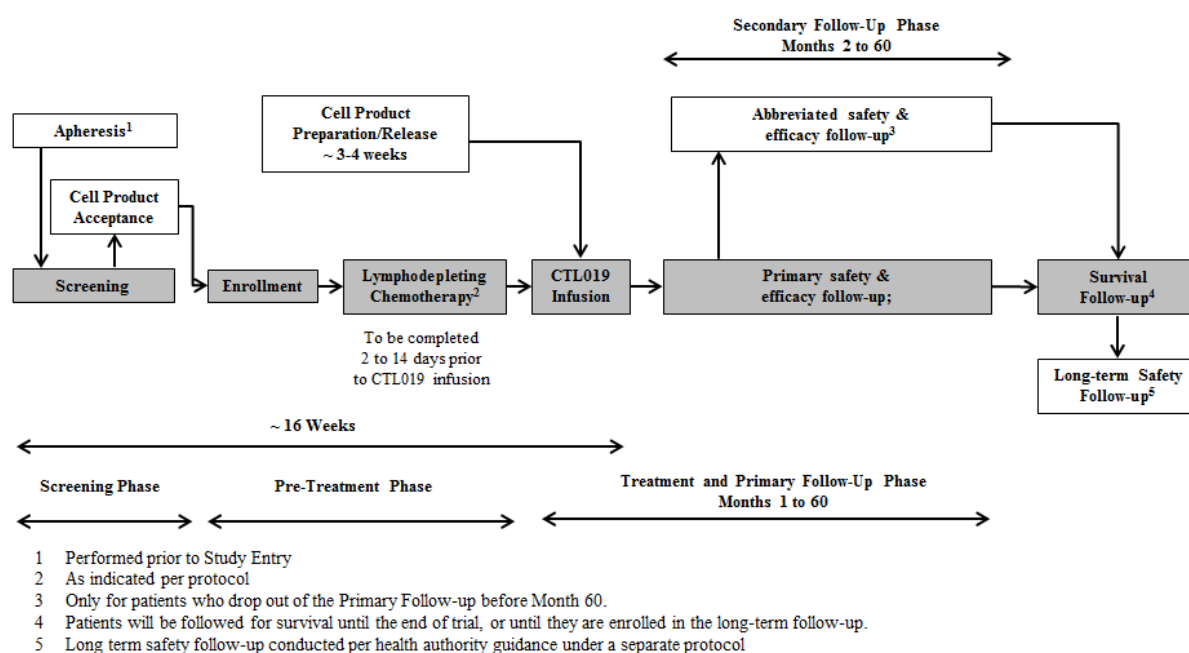 Secondary Follow-Up Phase
Months 2 to 60
Apheresis1
Cell Product
Preparation/Release
~ 3-4 weeks
Abbreviated safety &
efficacy follow-up3
Cell Product
Acceptance
Screening
Enrollment
Lymphodepleting
Chemotherapy2
CTL019
Infusion
Primary safety &
efficacy follow-up;
Survival
Follow-up4
To be completed
2 to 14 days prior
to CTL019 infusion
Long-term Safety
Follow-up5
~ 16 Weeks
Screening Phase
Pre-Treatment Phase
Treatment and Primary Follow-Up Phase
Months 1 to 60
1 Performed prior to Study Entry
2 As indicated per protocol
3 Only for patients who drop out of the Primary Follow-up before Month 60.
4 Patients will be followed for survival until the end of trial, or until they are enrolled in the long-term follow-up.
5 Long term safety follow-up conducted per health authority guidance under a separate protocol